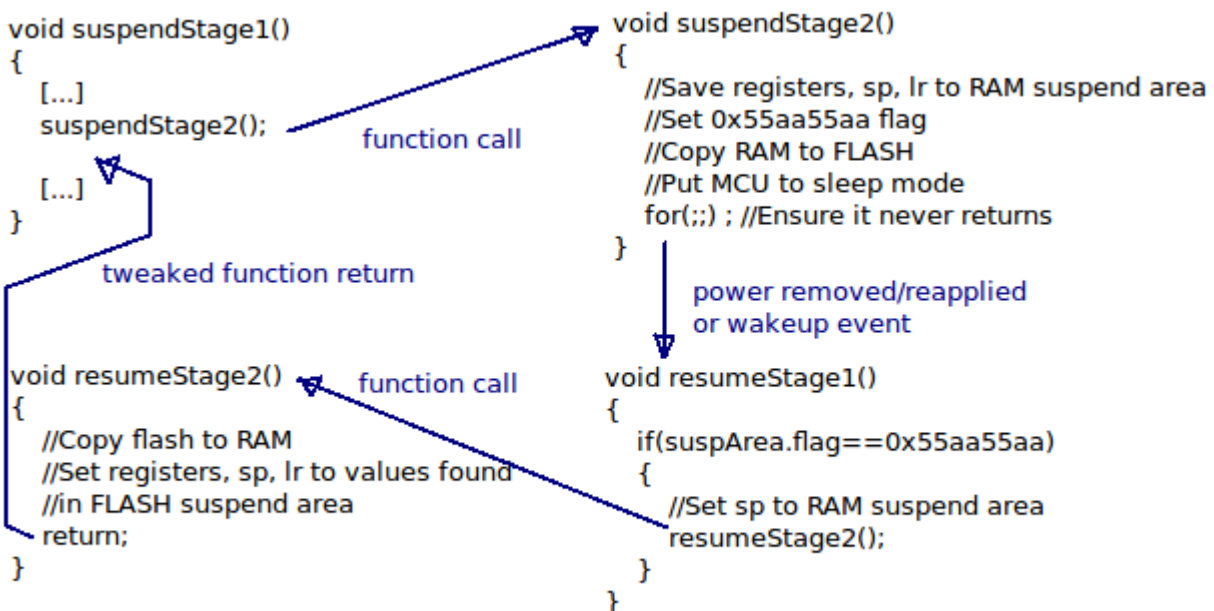 void suspendStage1()
{
[...]
suspendStage2();
[...]
}
function call
void suspendStage2()
{
//Save registers, sp, lr to RAM suspend area
//Set 0x55aa55aa flag
//Copy RAM to FLASH
//Put MCU to sleep mode
for(;;) ; //Ensure it never returns
}
power removed/reapplied
or wakeup event
void resumeStage1()
{
if(suspArea.flag==0x55aa55aa)
{
//Set sp to RAM suspend area
resumeStage2();
}
}
function call
void resumeStage2()
{
//Copy flash to RAM
//Set registers, sp, lr to values found
//in FLASH suspend area
return;
}
tweaked function return